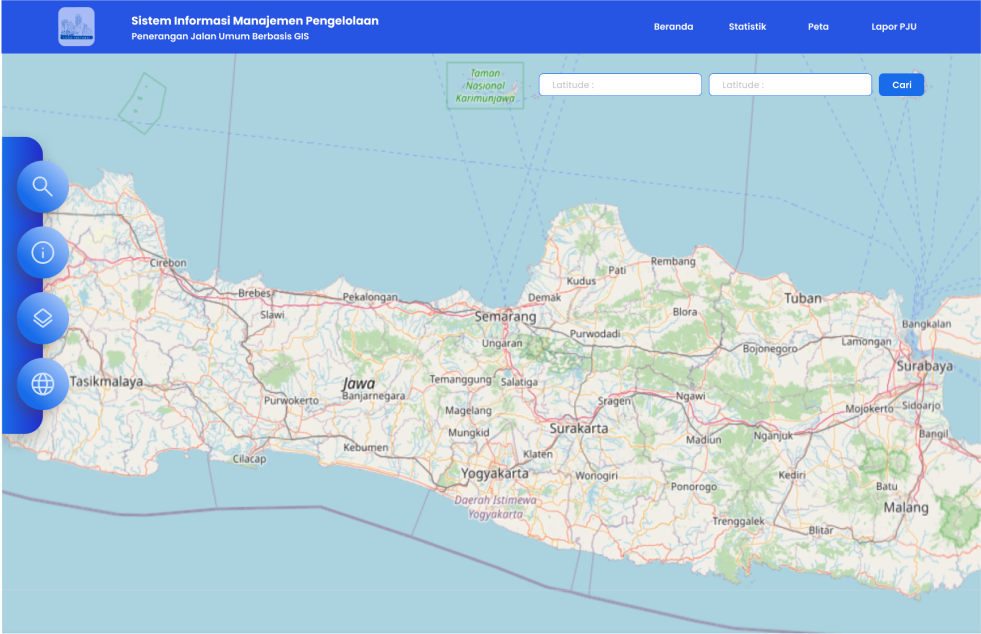 Sistem Informasi Manajemen Pengelolaan
Penerangan Jalan Umum Berbasis GIS
Beranda
Statistik
Peta
Lapor PJU
Taman
Nasional
Karimunjawa
Latitude :
Latitude :
Cari
Cirebon
Brebes
Slawi
Pekalongan
Semarang
Ungaran
Demak
Kudus
Pati
Rembang
Purwodadi
Blora
Tuban
Bojonegoro
Lamongan
Bangkalan
Surabaya
Tasikmalaya
Purwokerto
Jawa
Banjarnegara
Temanggung
Salatiga
Magelang
Mungkid
Sragen
Ngawi
Mojokerto
Sidoarjo
Surakarta
Madiun
Nganjuk
Bangil
Cilacap
Kebumen
Klaten
Yogyakarta
Daerah Istimewa
Yogyakarta
Wonogiri
Ponorogo
Kediri
Batu
Malang
Trenggalek
Blitar